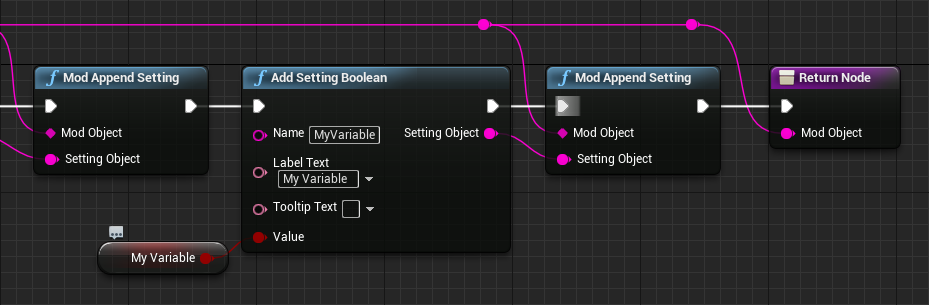 Mod Append Setting
Mod Object
Setting Object
Add Setting Boolean
Name MyVariable
Setting Object
Label Text
My Variable
Tooltip Text
Value
My Variable
Mod Append Setting
Mod Object
Setting Object
Return Node
Mod Object